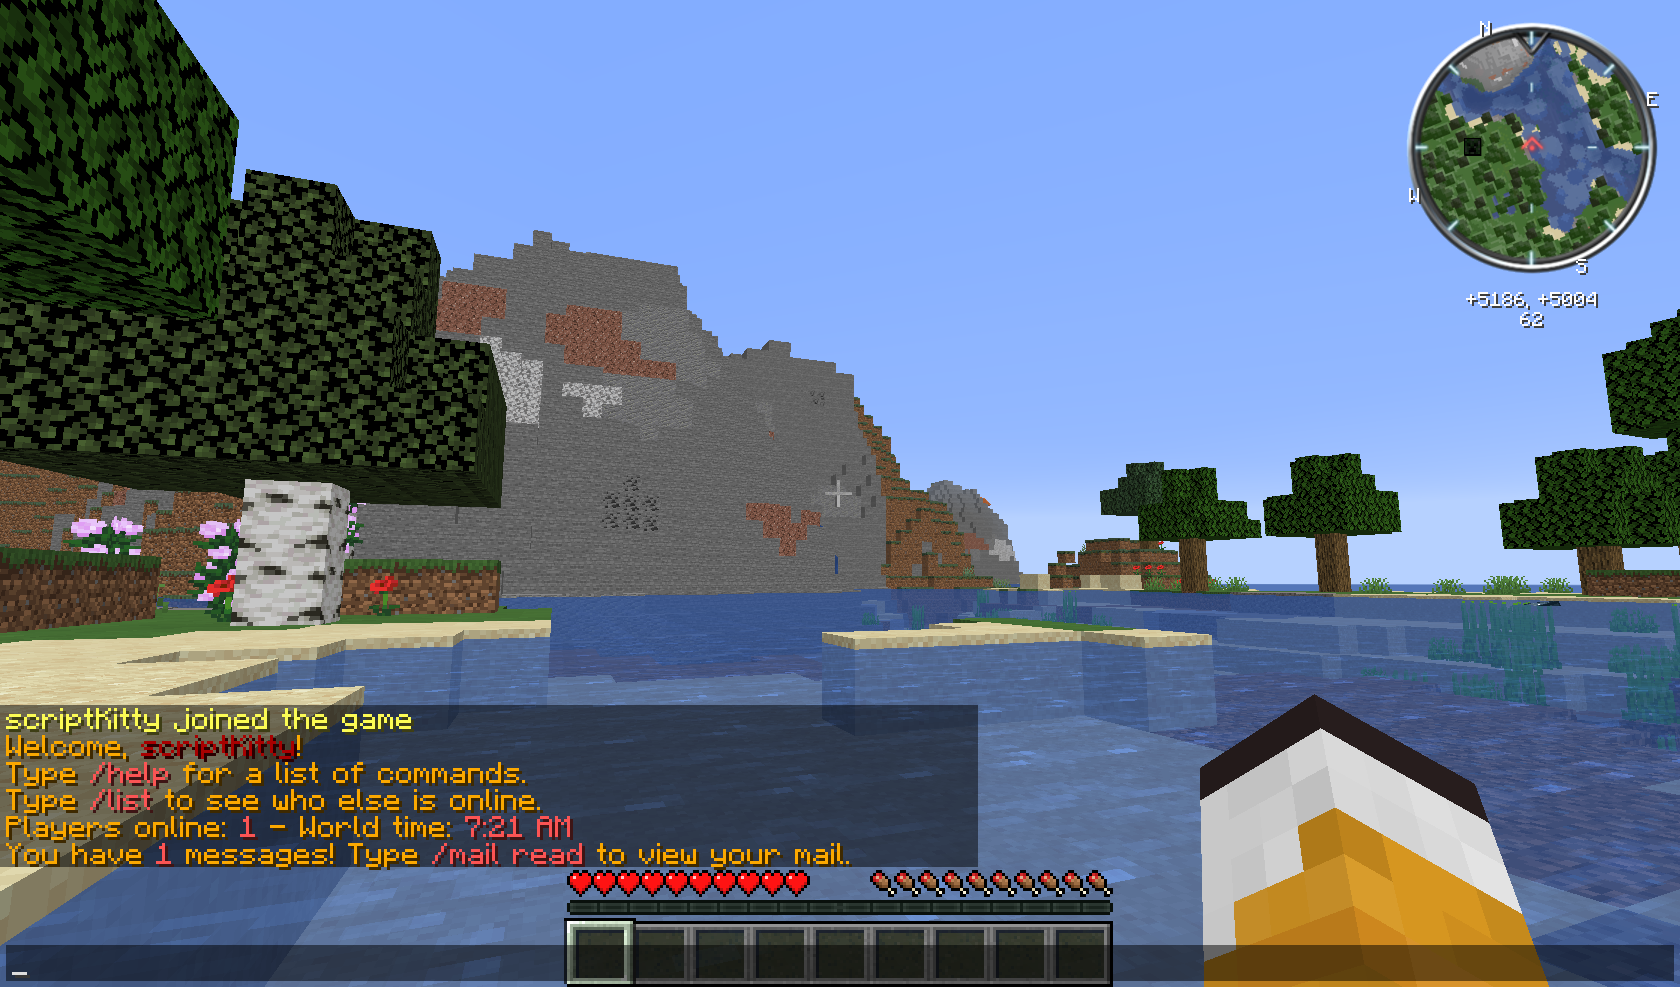 N
E
W
S
+5186, +5004
62
scriptKitty joined the game
Welcome, scriptKitty!
Type /help for a list of commands.
Type /list to see who else is online.
Players online: 1 - World time: 7:21 AM
You have 1 messages! Type /mail read to view your mail.
_